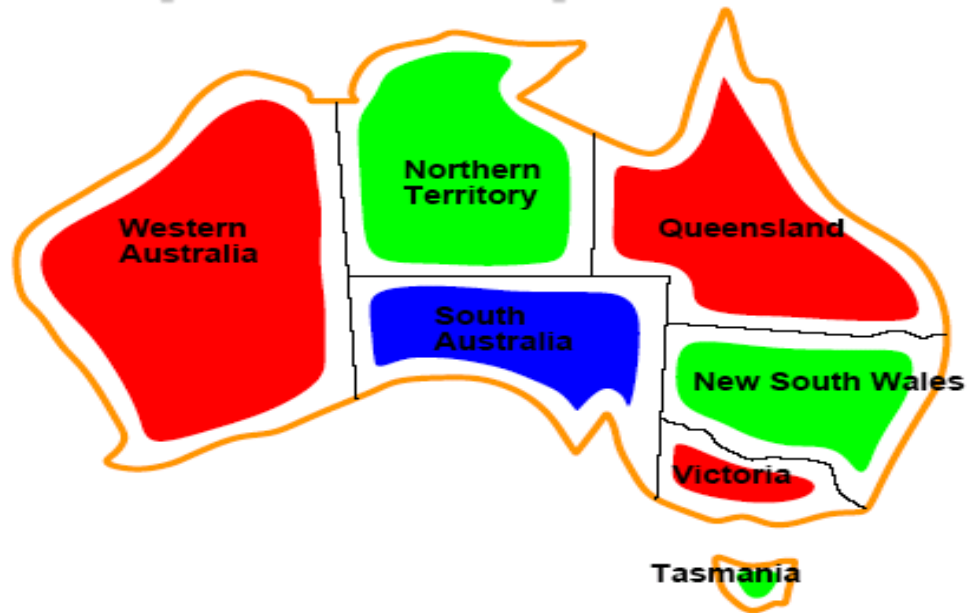 Northern
Territory
Western
Australia
Queensland
South
Australia
New South Wales
Victoria
Tasmania